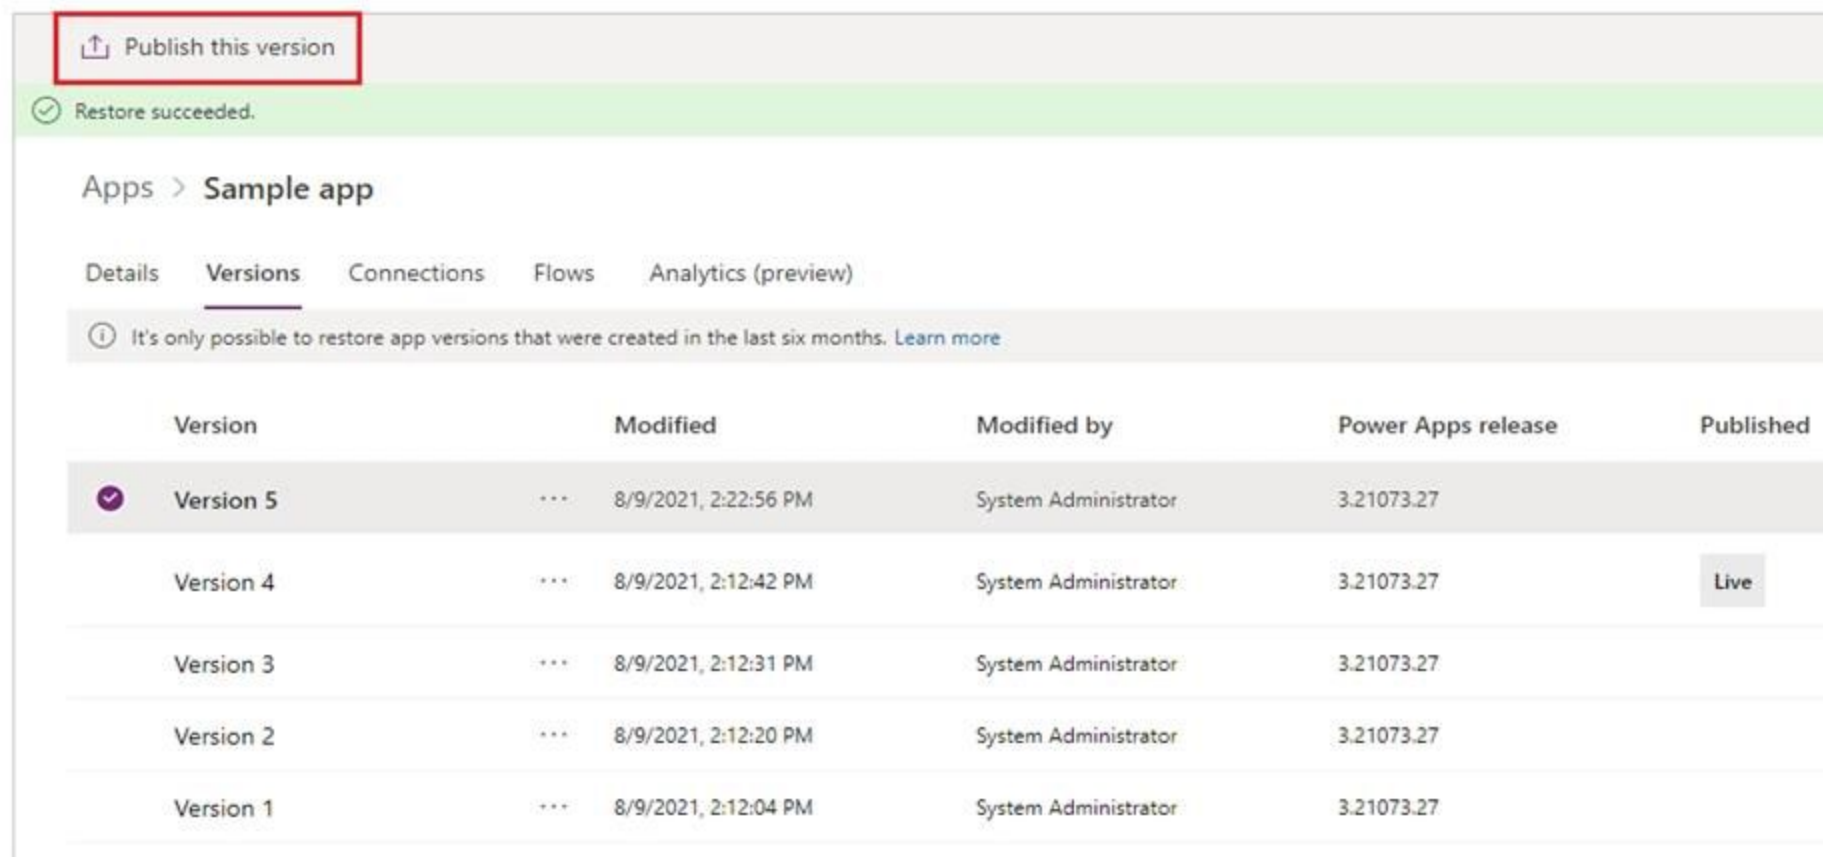 Publish this version
Restore succeeded.
Apps > Sample app
Details Versions Connections Flows Analytics (preview)
It's only possible to restore app versions that were created in the last six months. Learn more
Version Modified Modified by Power Apps release Published
Version 5 ··· 8/9/2021, 2:22:56 PM System Administrator 3.21073.27
Version 4 ··· 8/9/2021, 2:12:42 PM System Administrator 3.21073.27 Live
Version 3 ··· 8/9/2021, 2:12:31 PM System Administrator 3.21073.27
Version 2 ··· 8/9/2021, 2:12:20 PM System Administrator 3.21073.27
Version 1 ··· 8/9/2021, 2:12:04 PM System Administrator 3.21073.27